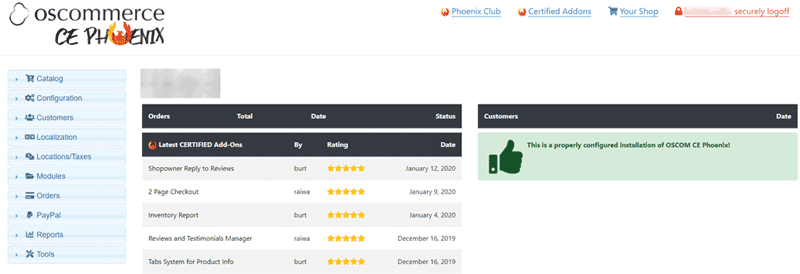 oscommerce
CE PHOENIX
Phoenix Club Certified Addons Your Shop securely logoff
Catalog
Configuration
Customers
Localization
Locations/Taxes
Modules
Orders
PayPal
Reports
Tools
Orders Total Date Status
Latest CERTIFIED Add-Ons By Rating Date
Shopowner Reply to Reviews burt January 12, 2020
2 Page Checkout raiwa January 9, 2020
Inventory Report burt January 4, 2020
Reviews and Testimonials Manager raiwa December 16, 2019
Tabs System for Product Info burt December 16, 2019
Customers Date
This is a properly configured installation of OSCOM CE Phoenix!